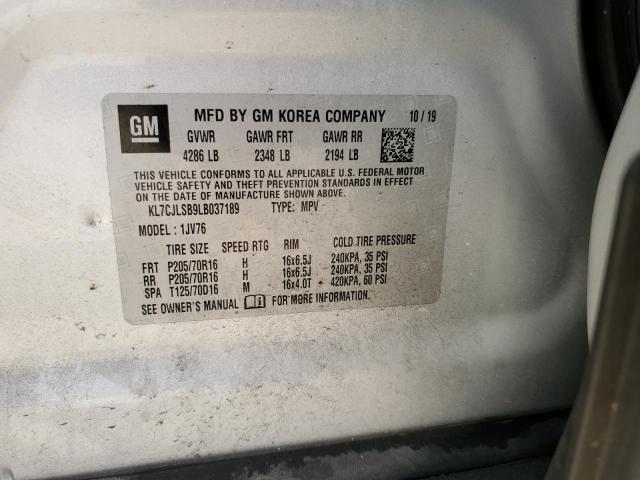 GM MFD BY GM KOREA COMPANY 10 / 19
GVWR GAWR FRT GAWR RR
4286 LB 2348 LB 2194 LB
THIS VEHICLE CONFORMS TO ALL APPLICABLE U.S. FEDERAL MOTOR
VEHICLE SAFETY AND THEFT PREVENTION STANDARDS IN EFFECT
ON THE DATE OF MANUFACTURE SHOWN ABOVE.
KL7CJLSB9LB037189 TYPE: MPV
MODEL : 1JV76
TIRE SIZE SPEED RTG RIM COLD TIRE PRESSURE
FRT P205/70R16 H 16x6.5J 240KPA, 35 PSI
RR P205/70R16 H 16x6.5J 240KPA, 35 PSI
SPA T125/70D16 M 16x4.0T 420KPA, 60 PSI
SEE OWNER'S MANUAL FOR MORE INFORMATION